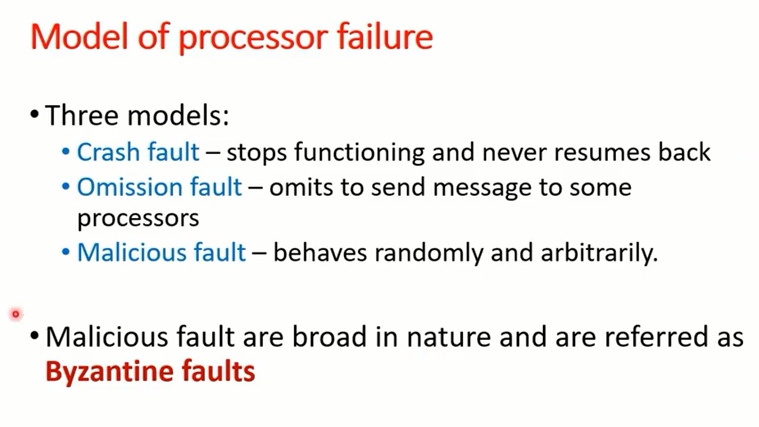 Model of processor failure
• Three models:
• Crash fault – stops functioning and never resumes back
• Omission fault – omits to send message to some
processors
• Malicious fault – behaves randomly and arbitrarily.
• Malicious fault are broad in nature and are referred as
Byzantine faults